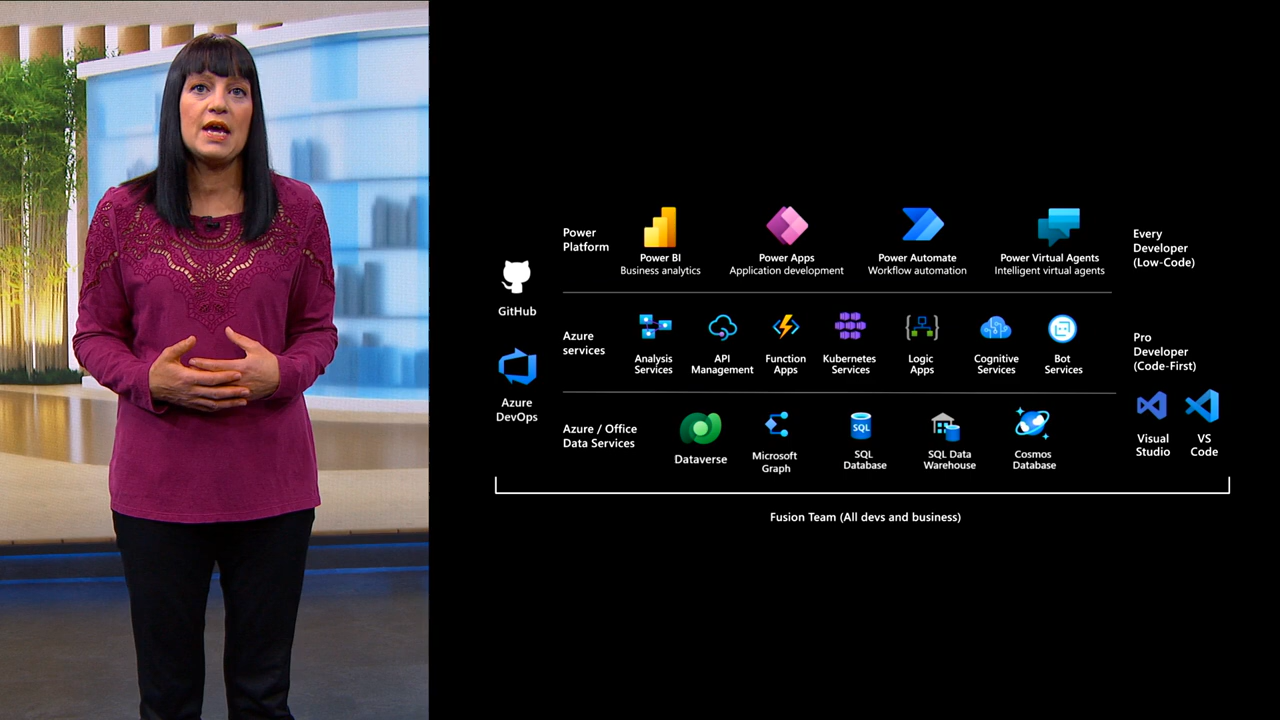 Power
Platform
Power BI
Business analytics
Power Apps
Application development
Power Automate
Workflow automation
Power Virtual Agents
Intelligent virtual agents
Every
Developer
(Low-Code)
GitHub
Azure
DevOps
Azure
services
Analysis
Services
API
Management
Function
Apps
Kubernetes
Services
Logic
Apps
Cognitive
Services
Bot
Services
Pro
Developer
(Code-First)
Visual
Studio
VS
Code
Azure / Office
Data Services
Dataverse
Microsoft
Graph
SQL
SQL
Database
SQL Data
Warehouse
Cosmos
Database
Fusion Team (All devs and business)